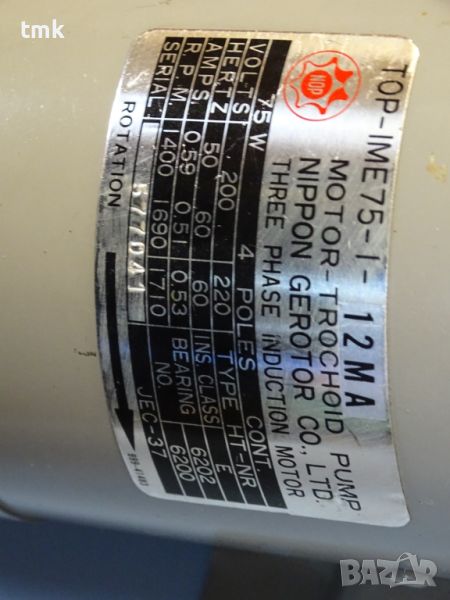 tmk
TOP-IME75-1-12MA
MOTOR-TROCHOID PUMP
NOP
NIPPON GEROTOR CO., LTD.
THREE PHASE INDUCTION MOTOR
75W 4 POLES CONT.
VOLTS 200 220 TYPE HT-NR
HERTZ 50 60 60 INS.CLASS E
AMPS. 0.59 0.51 0.53 BEARING 6202
R.P.M. 1400 1690 1710 NO. 6200
SERIAL 577041 JEC-37
ROTATION
BAZAR